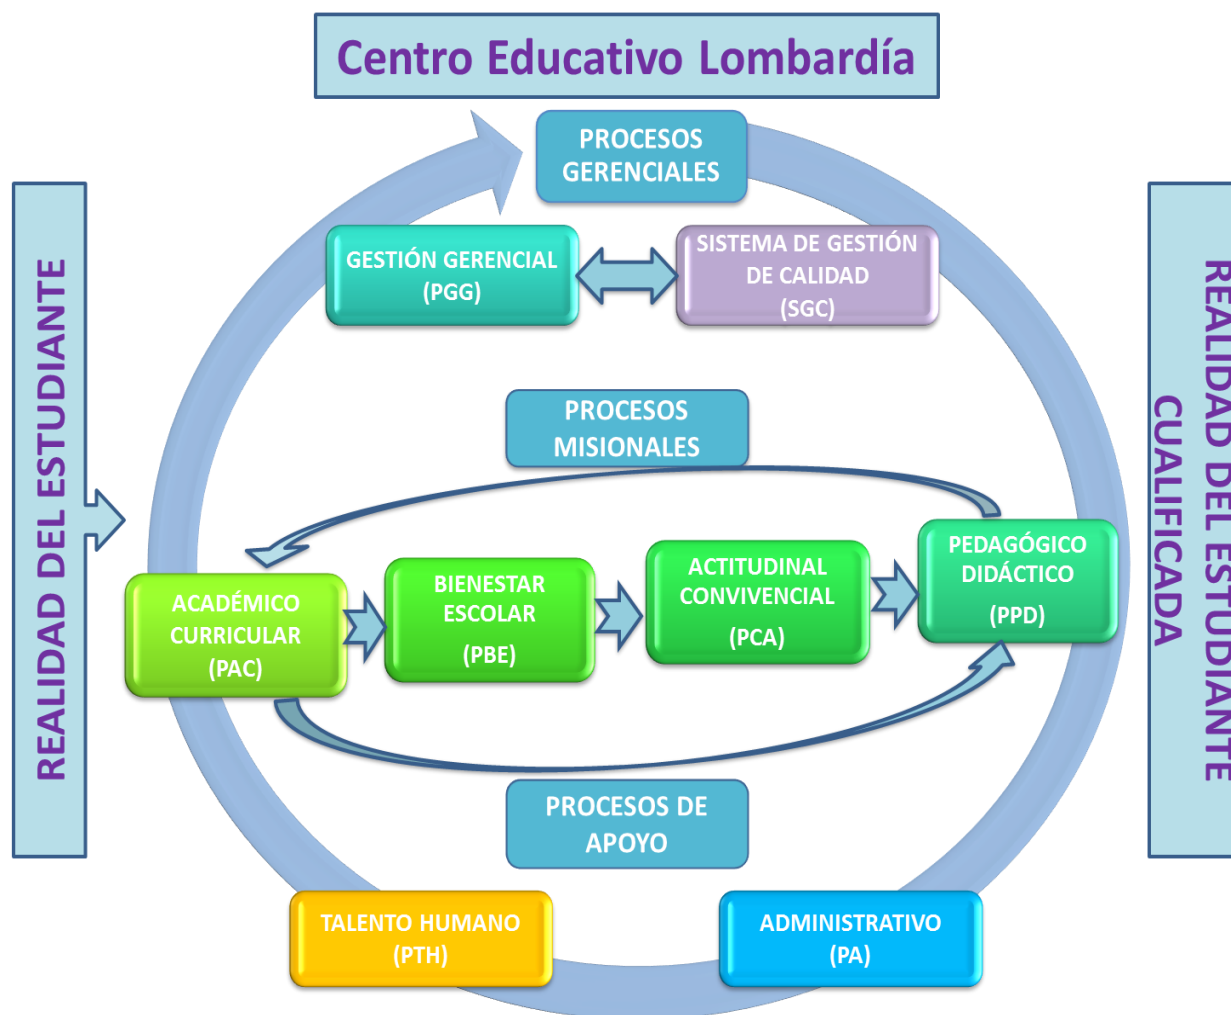 Centro Educativo Lombardía
PROCESOS
GERENCIALES
GESTIÓN GERENCIAL
(PGG)
SISTEMA DE GESTIÓN
DE CALIDAD
(SGC)
REALIDAD DEL ESTUDIANTE
PROCESOS
MISIONALES
ACADÉMICO
CURRICULAR
(PAC)
BIENESTAR
ESCOLAR
(PBE)
ACTITUDINAL
CONVIVENCIAL
(PCA)
PEDAGÓGICO
DIDÁCTICO
(PPD)
REALIDAD DEL ESTUDIANTE
CUALIFICADA
PROCESOS DE
APOYO
TALENTO HUMANO
(PTH)
ADMINISTRATIVO
(PA)